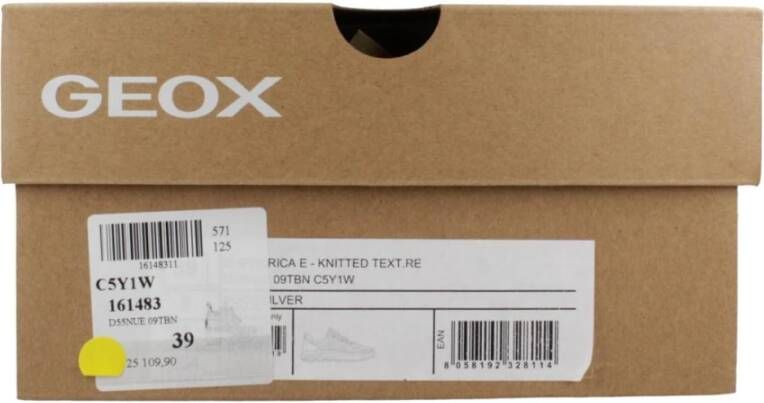 GEOX
571
125
16148311
C5Y1W
161483
D55NUE 09TBN
39
25 109,90
RICA E - KNITTED TEXT.RE
09TBN C5Y1W
ILVER
EAN
8 058192 328114